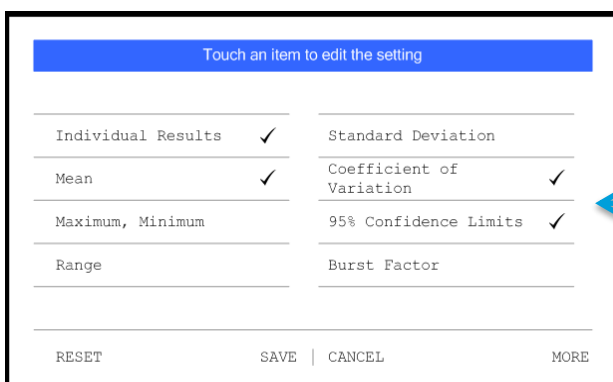 Touch an item to edit the setting
Individual Results ✓ Standard Deviation
Mean ✓ Coefficient of
Variation ✓
Maximum, Minimum 95% Confidence Limits ✓
Range Burst Factor
RESET SAVE | CANCEL MORE